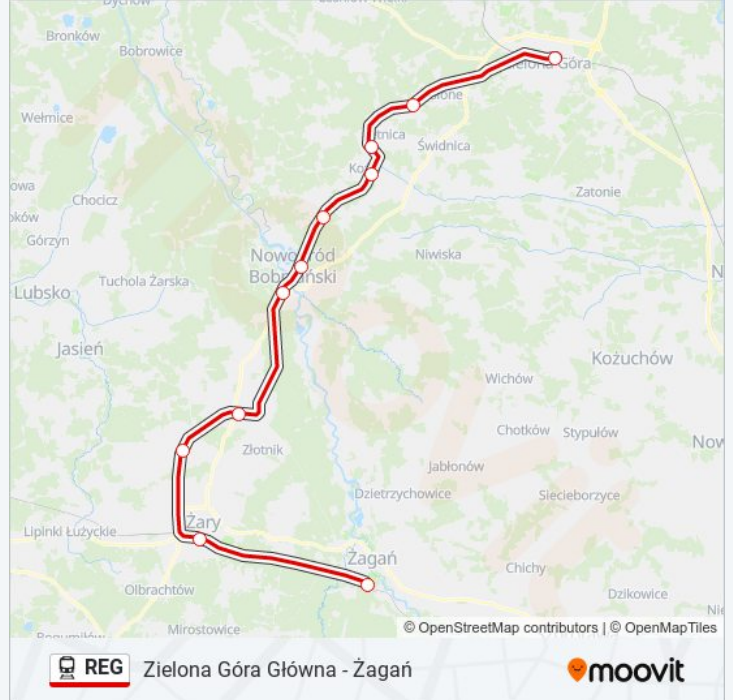 Bronków
Bobrowice
Wełmice
Świdnica
Chocicz
Zatonie
Górzyn
Nowogród
Bobrzański
Niwiska
Tuchola Żarska
Lubsko
Jasień
Kożuchów
Wichów
Chotków
Stypułów
Złotnik
Jabłonów
Dzietrzychowice
Siecieborzyce
Żary
Lipinki Łużyckie
Żagań
Chichy
Olbrachtów
Dzikowice
Mirostowice
© OpenStreetMap contributors | © OpenMapTiles
REG Zielona Góra Główna - Żagań
moovit